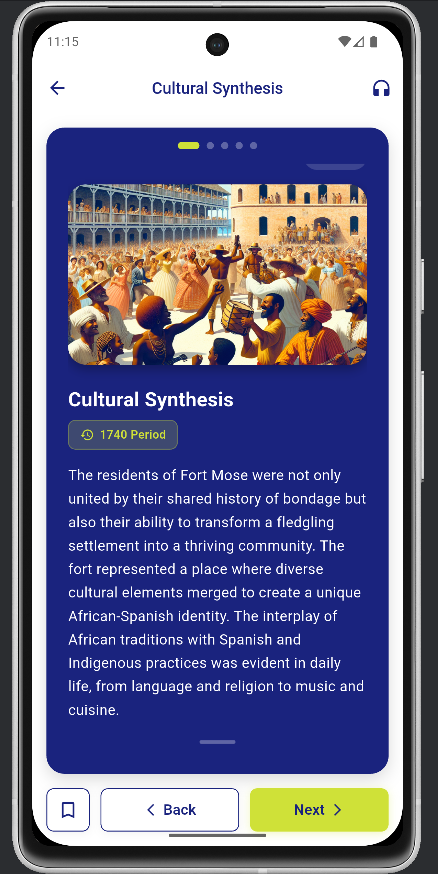 11:15
Cultural Synthesis
Cultural Synthesis
1740 Period
The residents of Fort Mose were not only
united by their shared history of bondage but
also their ability to transform a fledgling
settlement into a thriving community. The
fort represented a place where diverse
cultural elements merged to create a unique
African-Spanish identity. The interplay of
African traditions with Spanish and
Indigenous practices was evident in daily
life, from language and religion to music and
cuisine.
Back
Next